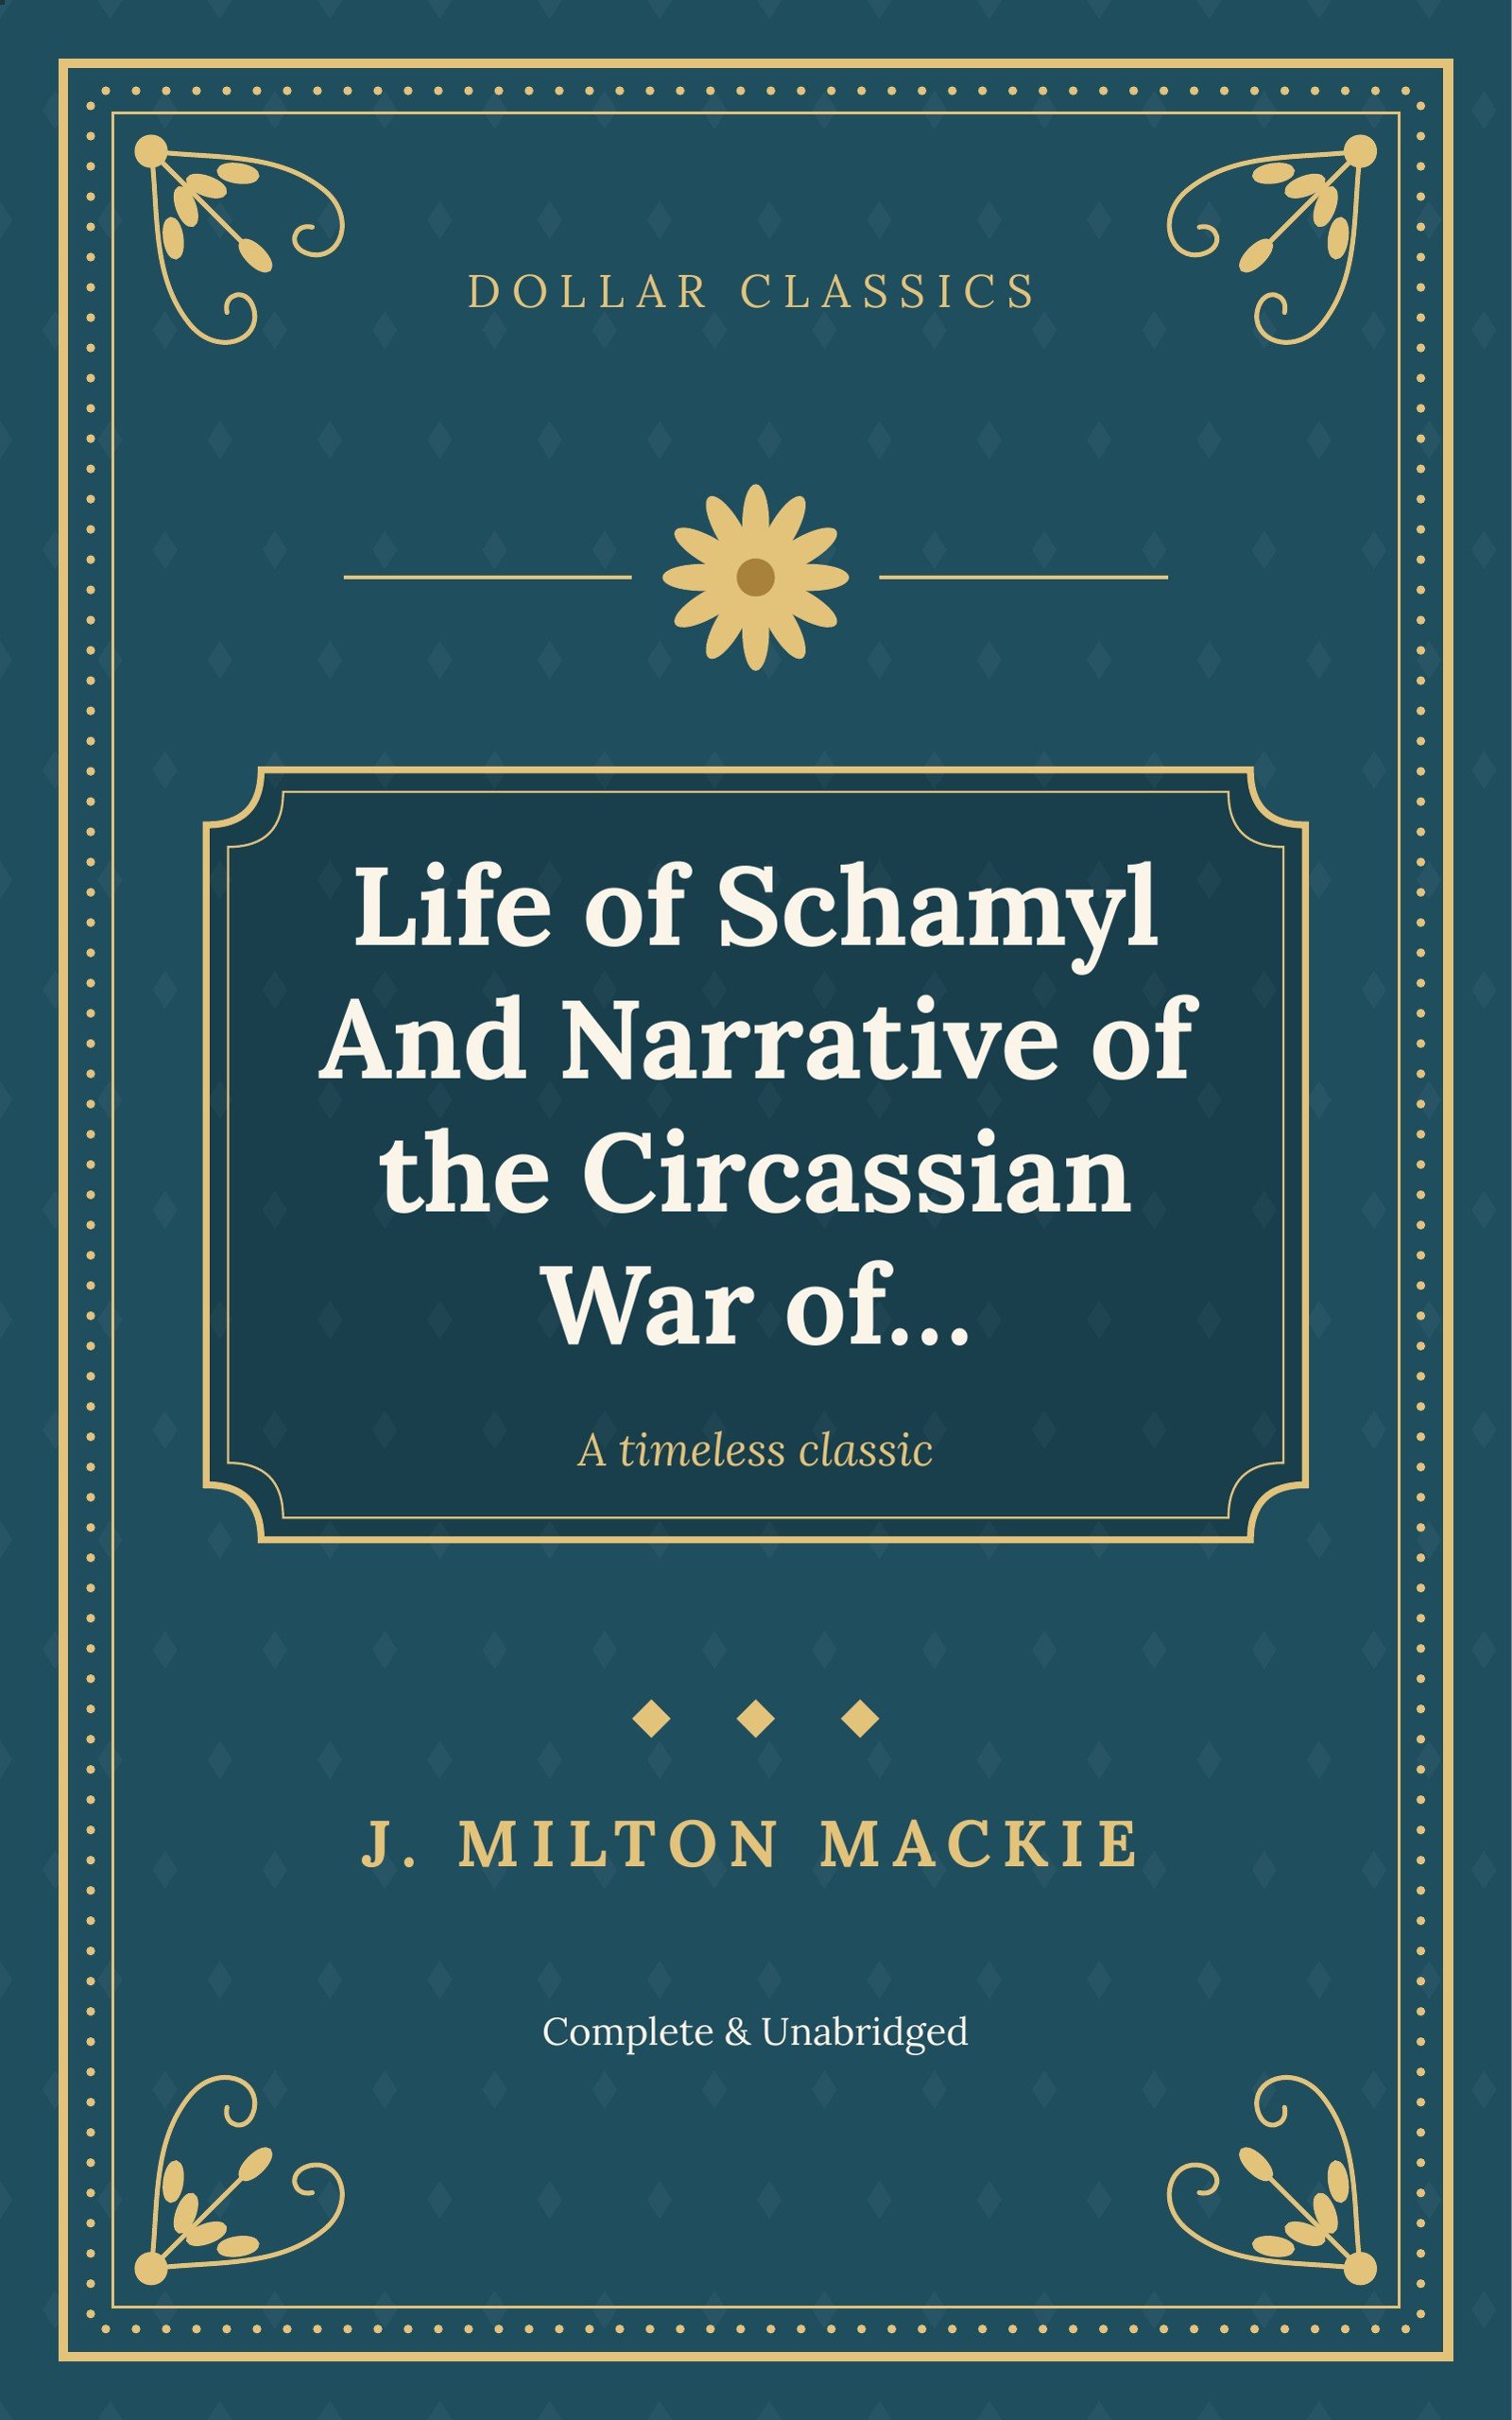 DOLLAR CLASSICS
Life of Schamyl
And Narrative of
the Circassian
War of...
A timeless classic
J. MILTON MACKIE
Complete & Unabridged